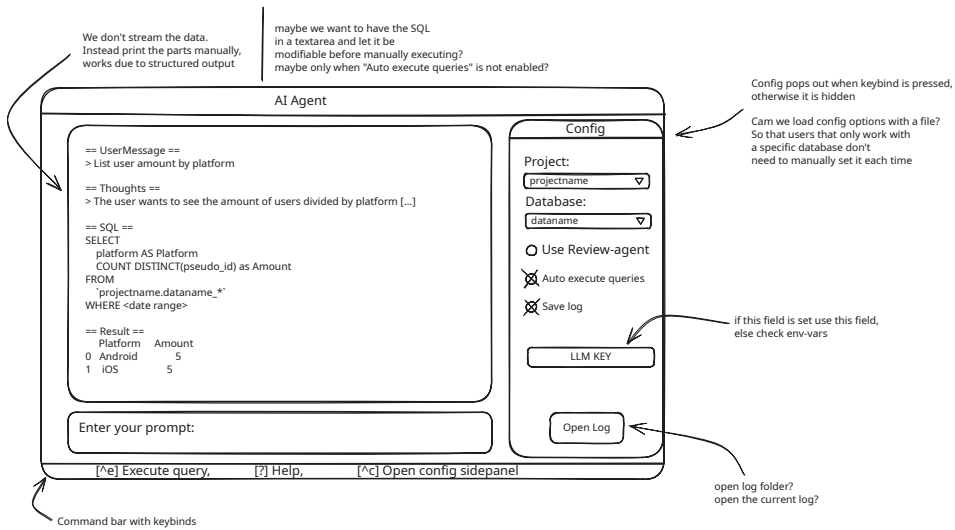 We don't stream the data.
Instead print the parts manually,
works due to structured output
maybe we want to have the SQL
in a textarea and let it be
modifiable before manually executing?
maybe only when "Auto execute queries" is not enabled?
Config pops out when keybind is pressed,
otherwise it is hidden
Cam we load config options with a file?
So that users that only work with
a specific database don't
need to manually set it each time
AI Agent
== UserMessage ==
> List user amount by platform
== Thoughts ==
> The user wants to see the amount of users divided by platform [...]
== SQL ==
SELECT
platform AS Platform
COUNT DISTINCT(pseudo_id) as Amount
FROM
`projectname.dataname_*`
WHERE <date range>
== Result ==
Platform Amount
0 Android 5
1 iOS 5
Enter your prompt:
Config
Project:
projectname
Database:
dataname
Use Review-agent
Auto execute queries
Save log
LLM KEY
Open Log
if this field is set use this field,
else check env-vars
open log folder?
open the current log?
[^e] Execute query, [?] Help, [^c] Open config sidepanel
Command bar with keybinds